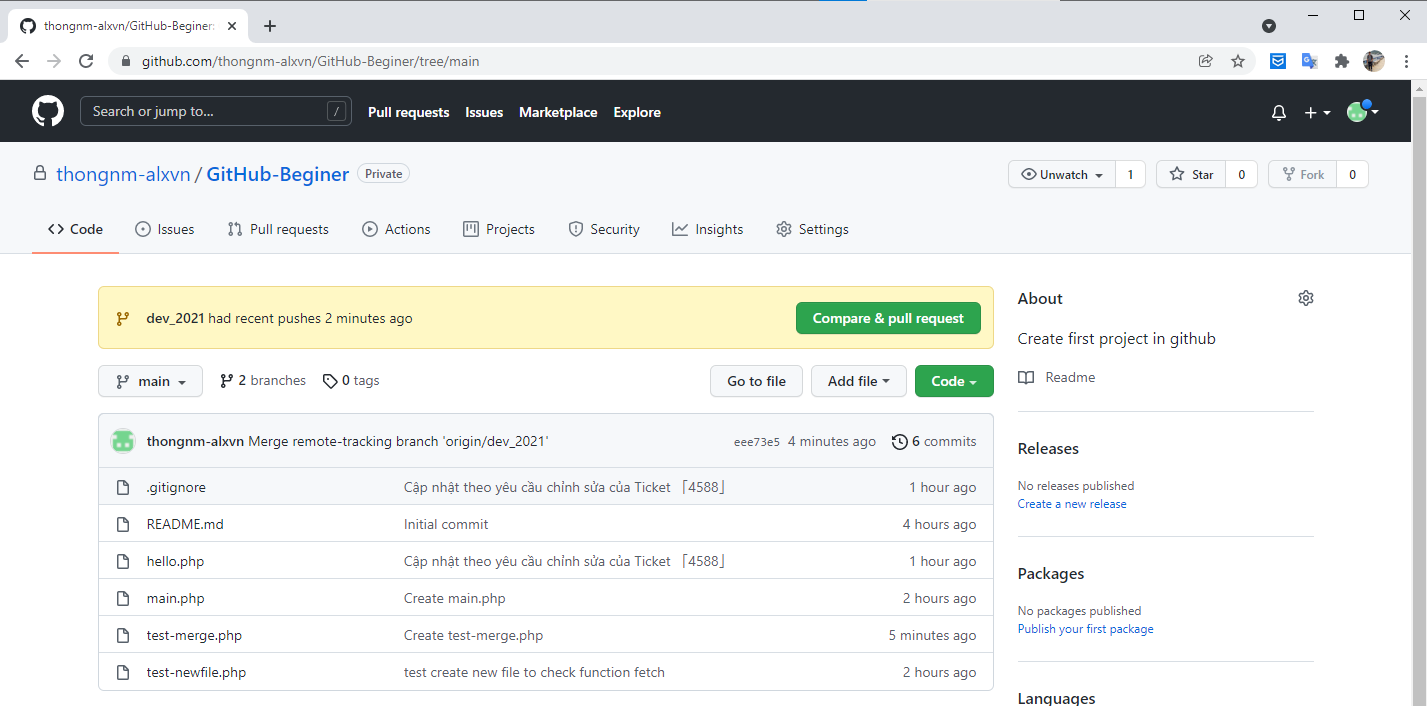 thongnm-alxvn/GitHub-Beginer:
github.com/thongnm-alxvn/GitHub-Beginer/tree/main
Search or jump to... /
Pull requests Issues Marketplace Explore
thongnm-alxvn / GitHub-Beginer Private
Unwatch 1 Star 0 Fork 0
Code Issues Pull requests Actions Projects Security Insights Settings
dev_2021 had recent pushes 2 minutes ago Compare & pull request
main 2 branches 0 tags Go to file Add file Code
thongnm-alxvn Merge remote-tracking branch 'origin/dev_2021' eee73e5 4 minutes ago 6 commits
.gitignore Cập nhật theo yêu cầu chỉnh sửa của Ticket 「4588」 1 hour ago
README.md Initial commit 4 hours ago
hello.php Cập nhật theo yêu cầu chỉnh sửa của Ticket 「4588」 1 hour ago
main.php Create main.php 2 hours ago
test-merge.php Create test-merge.php 5 minutes ago
test-newfile.php test create new file to check function fetch 2 hours ago
About
Create first project in github
Readme
Releases
No releases published
Create a new release
Packages
No packages published
Publish your first package
Languages